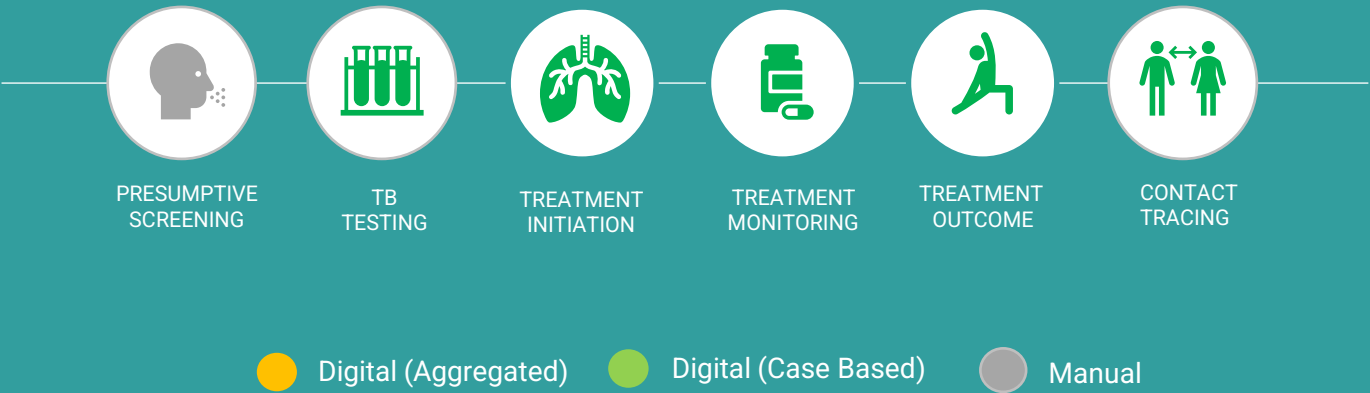 PRESUMPTIVE
SCREENING
TB
TESTING
TREATMENT
INITIATION
TREATMENT
MONITORING
TREATMENT
OUTCOME
CONTACT
TRACING
Digital (Aggregated)
Digital (Case Based)
Manual